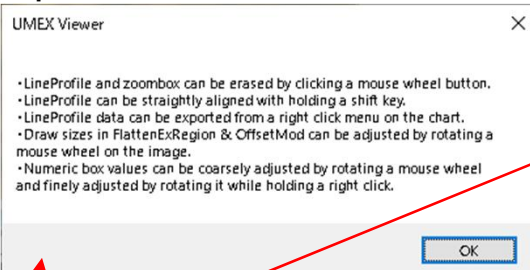 UMEX Viewer
・LineProfile and zoombox can be erased by clicking a mouse wheel button.
・LineProfile can be straightly aligned with holding a shift key.
・LineProfile data can be exported from a right click menu on the chart.
・Draw sizes in FlattenExRegion & OffsetMod can be adjusted by rotating a
mouse wheel on the image.
・Numeric box values can be coarsely adjusted by rotating a mouse wheel
and finely adjusted by rotating it while holding a right click.
OK